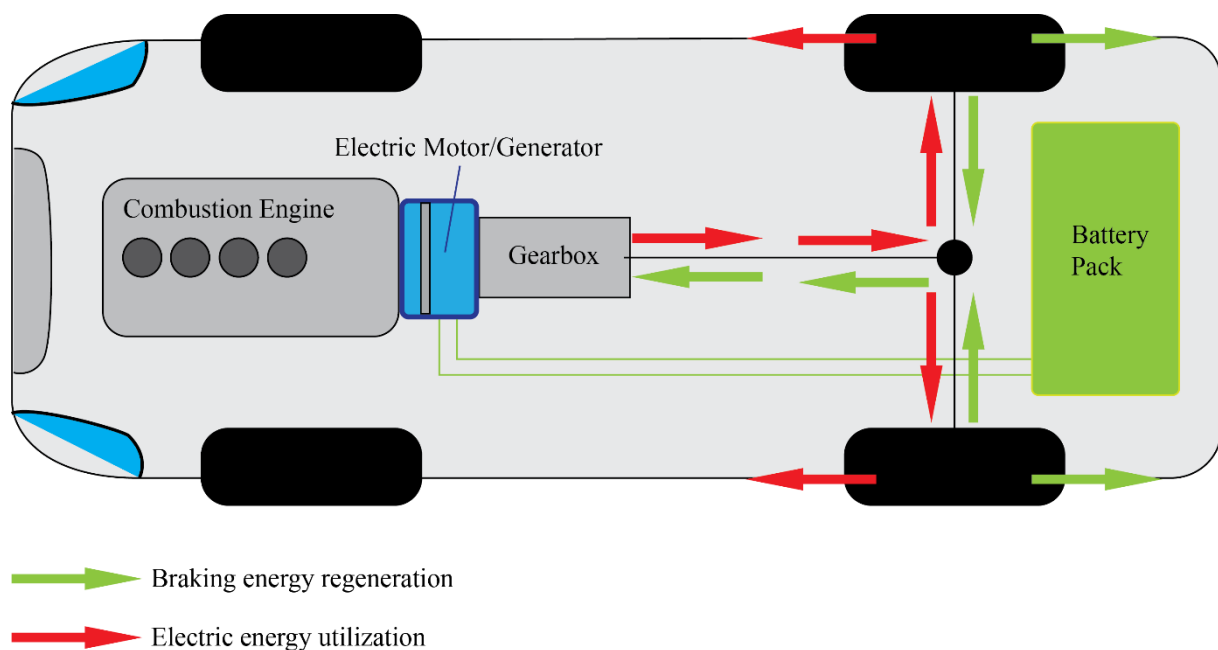 Electric Motor/Generator
Combustion Engine
Gearbox
Battery
Pack
Braking energy regeneration
Electric energy utilization